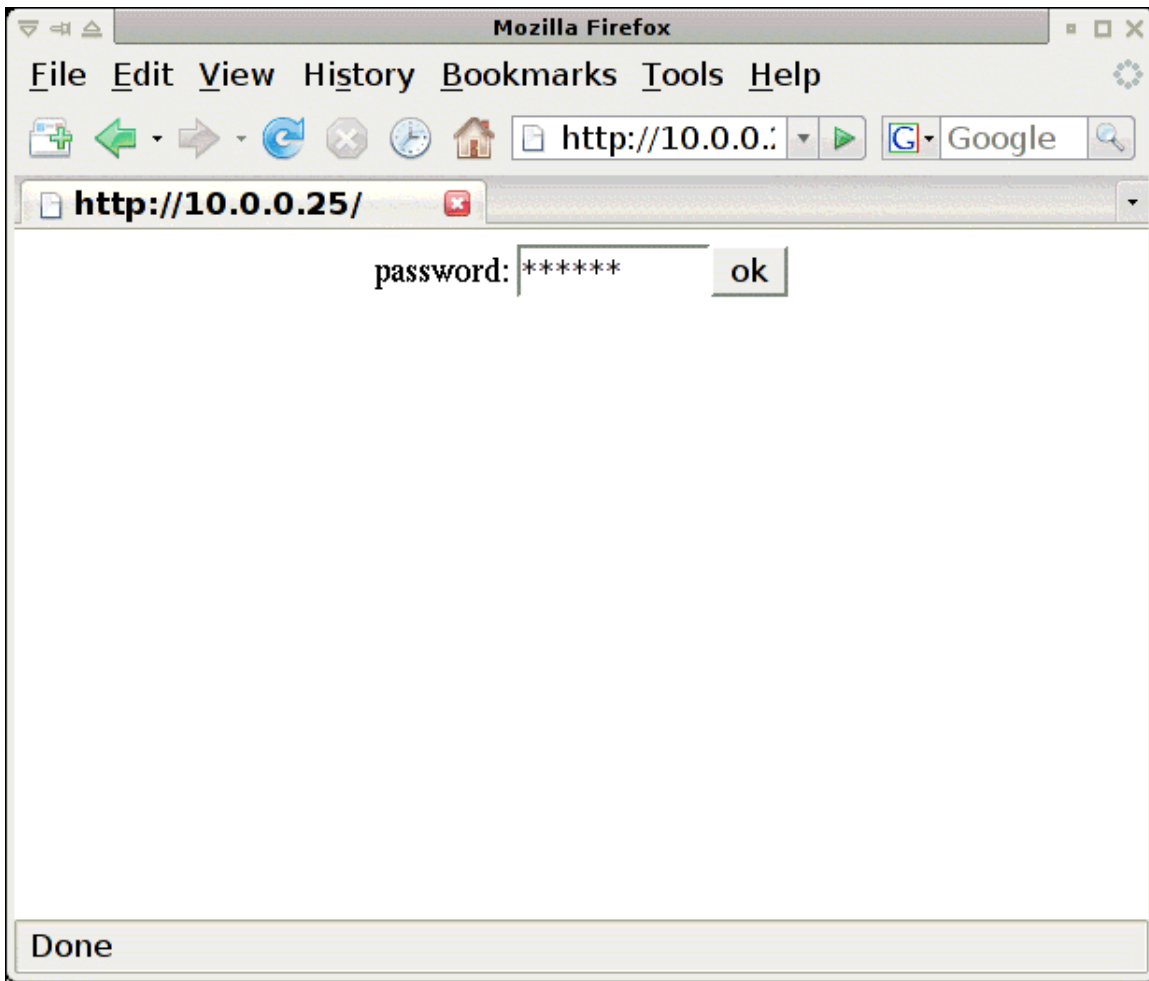 Mozilla Firefox
File Edit View History Bookmarks Tools Help
http://10.0.0.: G Google
http://10.0.0.25/
password: ****** ok
Done